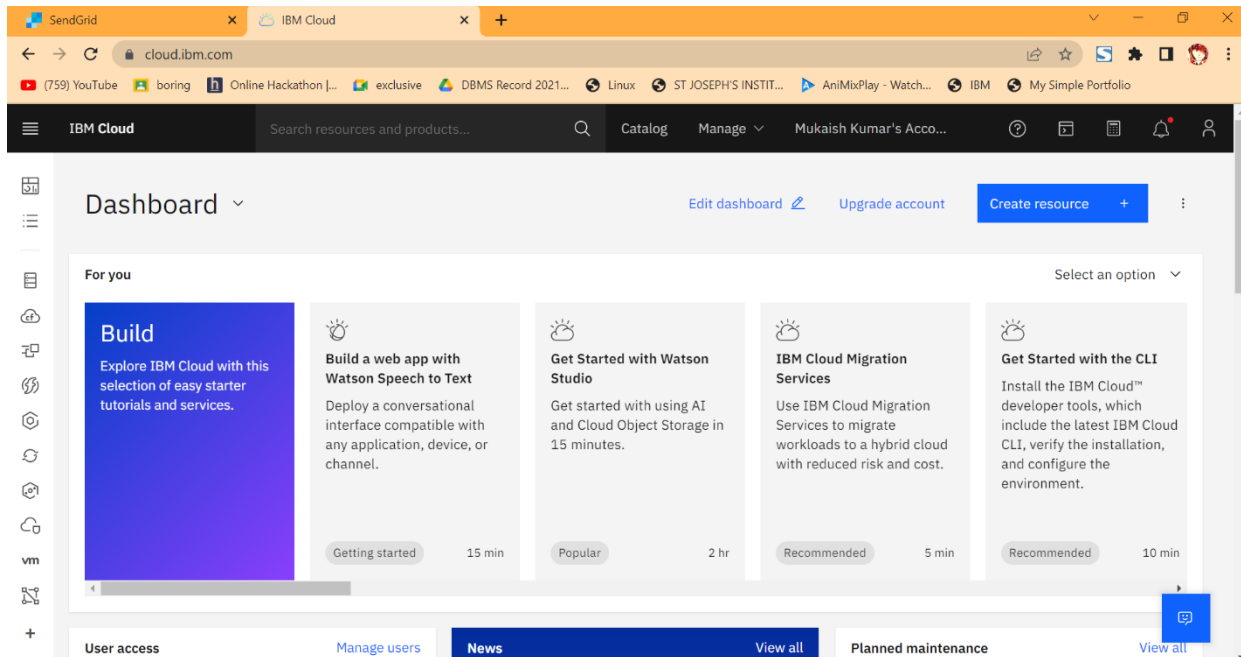 SendGrid
IBM Cloud
cloud.ibm.com
(759) YouTube
boring
Online Hackathon |...
exclusive
DBMS Record 2021...
Linux
ST JOSEPH'S INSTIT...
AniMixPlay - Watch...
IBM
My Simple Portfolio
IBM Cloud
Search resources and products...
Catalog
Manage
Mukaish Kumar's Acco...
Dashboard
Edit dashboard
Upgrade account
Create resource +
For you
Select an option
Build
Explore IBM Cloud with this
selection of easy starter
tutorials and services.
Build a web app with
Watson Speech to Text
Deploy a conversational
interface compatible with
any application, device, or
channel.
Getting started
15 min
Get Started with Watson
Studio
Get started with using AI
and Cloud Object Storage in
15 minutes.
Popular
2 hr
IBM Cloud Migration
Services
Use IBM Cloud Migration
Services to migrate
workloads to a hybrid cloud
with reduced risk and cost.
Recommended
5 min
Get Started with the CLI
Install the IBM Cloud™
developer tools, which
include the latest IBM Cloud
CLI, verify the installation,
and configure the
environment.
Recommended
10 min
vm
User access
Manage users
News
View all
Planned maintenance
View all